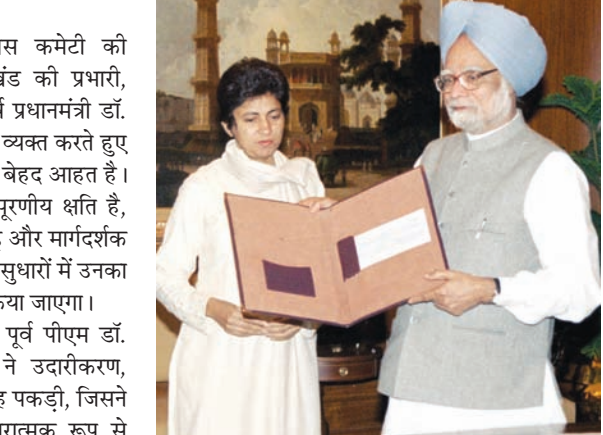 कमेटी की
की प्रभारी,
प्रधानमंत्री डॉ.
व्यक्त करते हुए
बेहद आहत है।
क्षति है,
और मार्गदर्शक
सुधारों में उनका
जाएगा।
पूर्व पीएम डॉ.
ने उदारीकरण,
पकड़ी, जिसने
रूप से